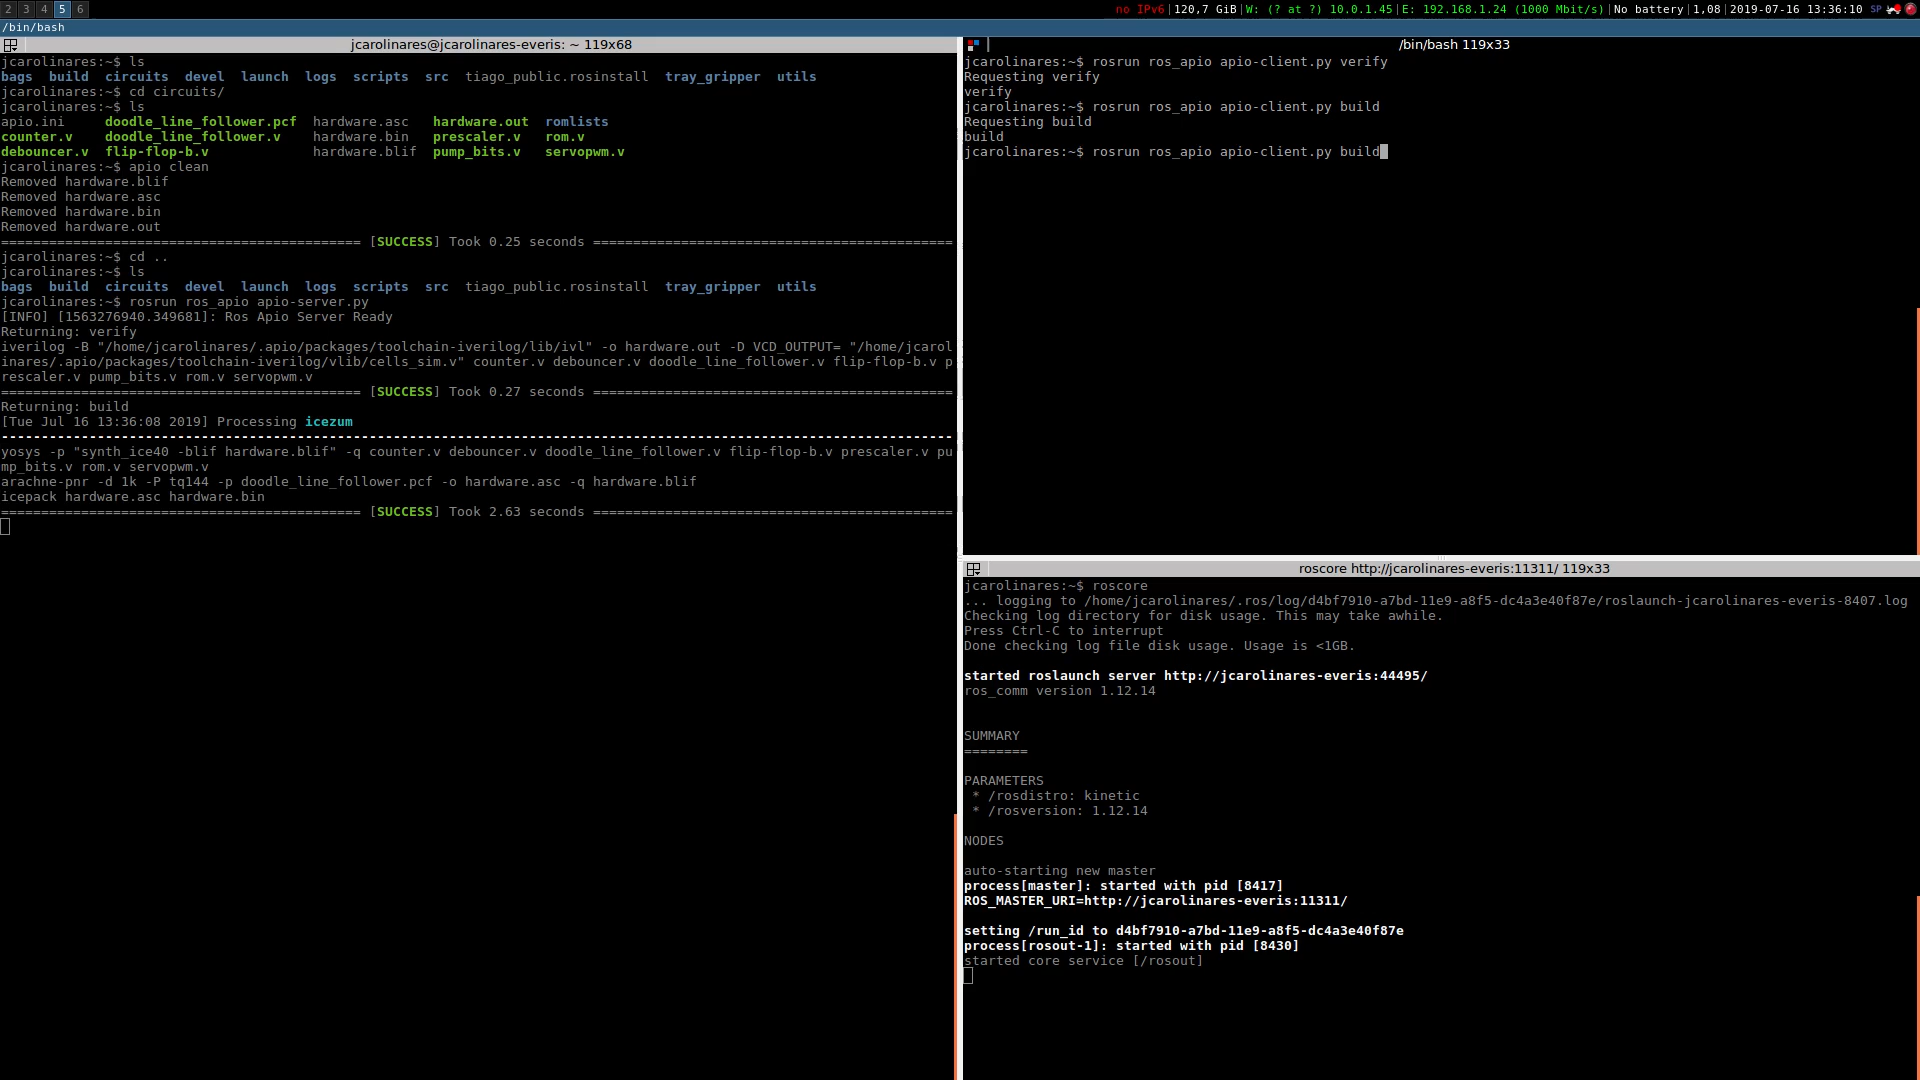 2 3 4 5 6
no IPv6|120,7 GiB|W: (? at ?) 10.0.1.45|E: 192.168.1.24 (1000 Mbit/s)|No battery|1,08|2019-07-16 13:36:10 SP
/bin/bash
jcarolinares@jcarolinares-everis: ~ 119x68
jcarolinares:~$ ls
bags  build  circuits  devel  launch  logs  scripts  src  tiago_public.rosinstall  tray_gripper  utils
jcarolinares:~$ cd circuits/
jcarolinares:~$ ls
apio.ini     doodle_line_follower.pcf  hardware.asc   hardware.out  romlists
counter.v    doodle_line_follower.v    hardware.bin   prescaler.v   rom.v
debouncer.v  flip-flop-b.v             hardware.blif  pump_bits.v   servopwm.v
jcarolinares:~$ apio clean
Removed hardware.blif
Removed hardware.asc
Removed hardware.bin
Removed hardware.out
============================================= [SUCCESS] Took 0.25 seconds =============================================
jcarolinares:~$ cd ..
jcarolinares:~$ ls
bags  build  circuits  devel  launch  logs  scripts  src  tiago_public.rosinstall  tray_gripper  utils
jcarolinares:~$ rosrun ros_apio apio-server.py
[INFO] [1563276940.349681]: Ros Apio Server Ready
Returning: verify
iverilog -B "/home/jcarolinares/.apio/packages/toolchain-iverilog/lib/ivl" -o hardware.out -D VCD_OUTPUT= "/home/jcarol
inares/.apio/packages/toolchain-iverilog/vlib/cells_sim.v" counter.v debouncer.v doodle_line_follower.v flip-flop-b.v p
rescaler.v pump_bits.v rom.v servopwm.v
============================================= [SUCCESS] Took 0.27 seconds =============================================
Returning: build
[Tue Jul 16 13:36:08 2019] Processing icezum
-----------------------------------------------------------------------------------------------------------------------
yosys -p "synth_ice40 -blif hardware.blif" -q counter.v debouncer.v doodle_line_follower.v flip-flop-b.v prescaler.v pu
mp_bits.v rom.v servopwm.v
arachne-pnr -d 1k -P tq144 -p doodle_line_follower.pcf -o hardware.asc -q hardware.blif
icepack hardware.asc hardware.bin
============================================= [SUCCESS] Took 2.63 seconds =============================================
/bin/bash 119x33
jcarolinares:~$ rosrun ros_apio apio-client.py verify
Requesting verify
verify
jcarolinares:~$ rosrun ros_apio apio-client.py build
Requesting build
build
jcarolinares:~$ rosrun ros_apio apio-client.py build
roscore http://jcarolinares-everis:11311/ 119x33
jcarolinares:~$ roscore
... logging to /home/jcarolinares/.ros/log/d4bf7910-a7bd-11e9-a8f5-dc4a3e40f87e/roslaunch-jcarolinares-everis-8407.log
Checking log directory for disk usage. This may take awhile.
Press Ctrl-C to interrupt
Done checking log file disk usage. Usage is <1GB.
started roslaunch server http://jcarolinares-everis:44495/
ros_comm version 1.12.14
SUMMARY
========
PARAMETERS
 * /rosdistro: kinetic
 * /rosversion: 1.12.14
NODES
auto-starting new master
process[master]: started with pid [8417]
ROS_MASTER_URI=http://jcarolinares-everis:11311/
setting /run_id to d4bf7910-a7bd-11e9-a8f5-dc4a3e40f87e
process[rosout-1]: started with pid [8430]
started core service [/rosout]